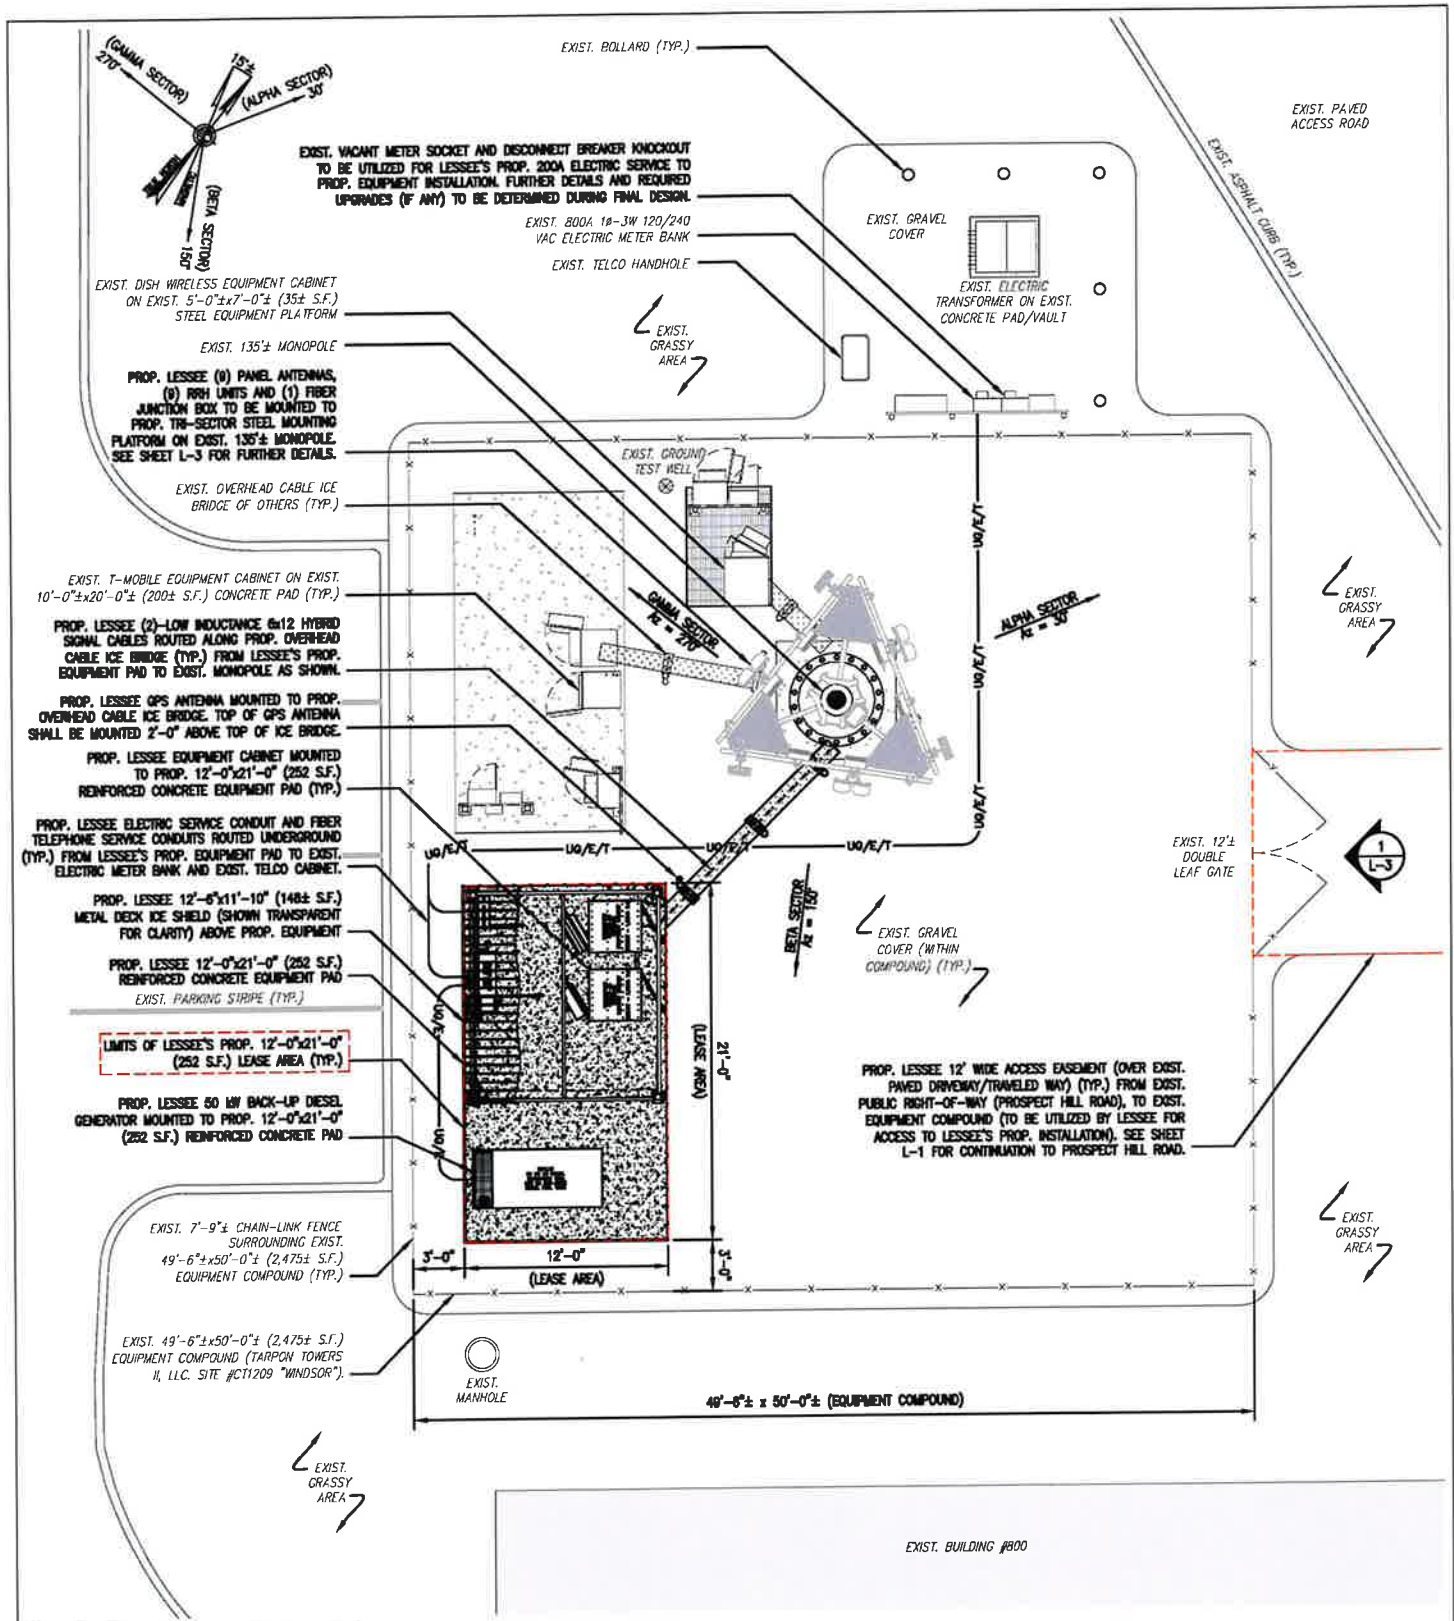 (GAMMA SECTOR)
270°
15°±
(ALPHA SECTOR)
30°
(BETA SECTOR)
150°
EXIST. BOLLARD (TYP.)
EXIST. PAVED
ACCESS ROAD
EXIST. ASPHALT CURB (TYP.)
EXIST. VACANT METER SOCKET AND DISCONNECT BREAKER KNOCKOUT
TO BE UTILIZED FOR LESSEE'S PROP. 200A ELECTRIC SERVICE TO
PROP. EQUIPMENT INSTALLATION. FURTHER DETAILS AND REQUIRED
UPGRADES (IF ANY) TO BE DETERMINED DURING FINAL DESIGN.
EXIST. 800A 1ø-3W 120/240
VAC ELECTRIC METER BANK
EXIST. TELCO HANDHOLE
EXIST. GRAVEL
COVER
EXIST. ELECTRIC
TRANSFORMER ON EXIST.
CONCRETE PAD/VAULT
EXIST. DISH WIRELESS EQUIPMENT CABINET
ON EXIST. 5'-0"±x7'-0"± (35± S.F.)
STEEL EQUIPMENT PLATFORM
EXIST.
GRASSY
AREA
EXIST. 135'± MONOPOLE
PROP. LESSEE (9) PANEL ANTENNAS,
(9) RRH UNITS AND (1) FIBER
JUNCTION BOX TO BE MOUNTED TO
PROP. TRI-SECTOR STEEL MOUNTING
PLATFORM ON EXIST. 135'± MONOPOLE.
SEE SHEET L-3 FOR FURTHER DETAILS.
EXIST. GROUND
TEST WELL
EXIST. OVERHEAD CABLE ICE
BRIDGE OF OTHERS (TYP.)
UG/E/T
EXIST. T-MOBILE EQUIPMENT CABINET ON EXIST.
10'-0"±x20'-0"± (200± S.F.) CONCRETE PAD (TYP.)
GAMMA SECTOR
AZ = 270°
ALPHA SECTOR
AZ = 30°
EXIST.
GRASSY
AREA
PROP. LESSEE (2)-LOW INDUCTANCE 6x12 HYBRID
SIGNAL CABLES ROUTED ALONG PROP. OVERHEAD
CABLE ICE BRIDGE (TYP.) FROM LESSEE'S PROP.
EQUIPMENT PAD TO EXIST. MONOPOLE AS SHOWN.
UG/E/T
PROP. LESSEE GPS ANTENNA MOUNTED TO PROP.
OVERHEAD CABLE ICE BRIDGE. TOP OF GPS ANTENNA
SHALL BE MOUNTED 2'-0" ABOVE TOP OF ICE BRIDGE.
PROP. LESSEE EQUIPMENT CABINET MOUNTED
TO PROP. 12'-0"x21'-0" (252 S.F.)
REINFORCED CONCRETE EQUIPMENT PAD (TYP.)
UG/E/T
PROP. LESSEE ELECTRIC SERVICE CONDUIT AND FIBER
TELEPHONE SERVICE CONDUITS ROUTED UNDERGROUND
(TYP.) FROM LESSEE'S PROP. EQUIPMENT PAD TO EXIST.
ELECTRIC METER BANK AND EXIST. TELCO CABINET.
UG/E/T
UG/E/T
UG/E/T
UG/E/T
EXIST. 12'±
DOUBLE
LEAF GATE
1
L-3
PROP. LESSEE 12'-6"x11'-10" (148± S.F.)
METAL DECK ICE SHIELD (SHOWN TRANSPARENT
FOR CLARITY) ABOVE PROP. EQUIPMENT
BETA SECTOR
AZ = 150°
EXIST. GRAVEL
COVER (WITHIN
COMPOUND) (TYP.)
PROP. LESSEE 12'-0"x21'-0" (252 S.F.)
REINFORCED CONCRETE EQUIPMENT PAD
EXIST. PARKING STRIPE (TYP.)
LIMITS OF LESSEE'S PROP. 12'-0"x21'-0"
(252 S.F.) LEASE AREA (TYP.)
21'-0"
(LEASE AREA)
PROP. LESSEE 12' WIDE ACCESS EASEMENT (OVER EXIST.
PAVED DRIVEWAY/TRAVELED WAY) (TYP.) FROM EXIST.
PUBLIC RIGHT-OF-WAY (PROSPECT HILL ROAD), TO EXIST.
EQUIPMENT COMPOUND (TO BE UTILIZED BY LESSEE FOR
ACCESS TO LESSEE'S PROP. INSTALLATION). SEE SHEET
L-1 FOR CONTINUATION TO PROSPECT HILL ROAD.
PROP. LESSEE 50 kW BACK-UP DIESEL
GENERATOR MOUNTED TO PROP. 12'-0"x21'-0"
(252 S.F.) REINFORCED CONCRETE PAD
EXIST. 7'-9"± CHAIN-LINK FENCE
SURROUNDING EXIST.
49'-6"±x50'-0"± (2,475± S.F.)
EQUIPMENT COMPOUND (TYP.)
EXIST.
GRASSY
AREA
3'-0"
12'-0"
(LEASE AREA)
3'-0"
EXIST. 49'-6"±x50'-0"± (2,475± S.F.)
EQUIPMENT COMPOUND (TARPON TOWERS
II, LLC. SITE #CT1209 "WINDSOR").
EXIST.
MANHOLE
49'-6"± x 50'-0"± (EQUIPMENT COMPOUND)
EXIST.
GRASSY
AREA
EXIST. BUILDING #800